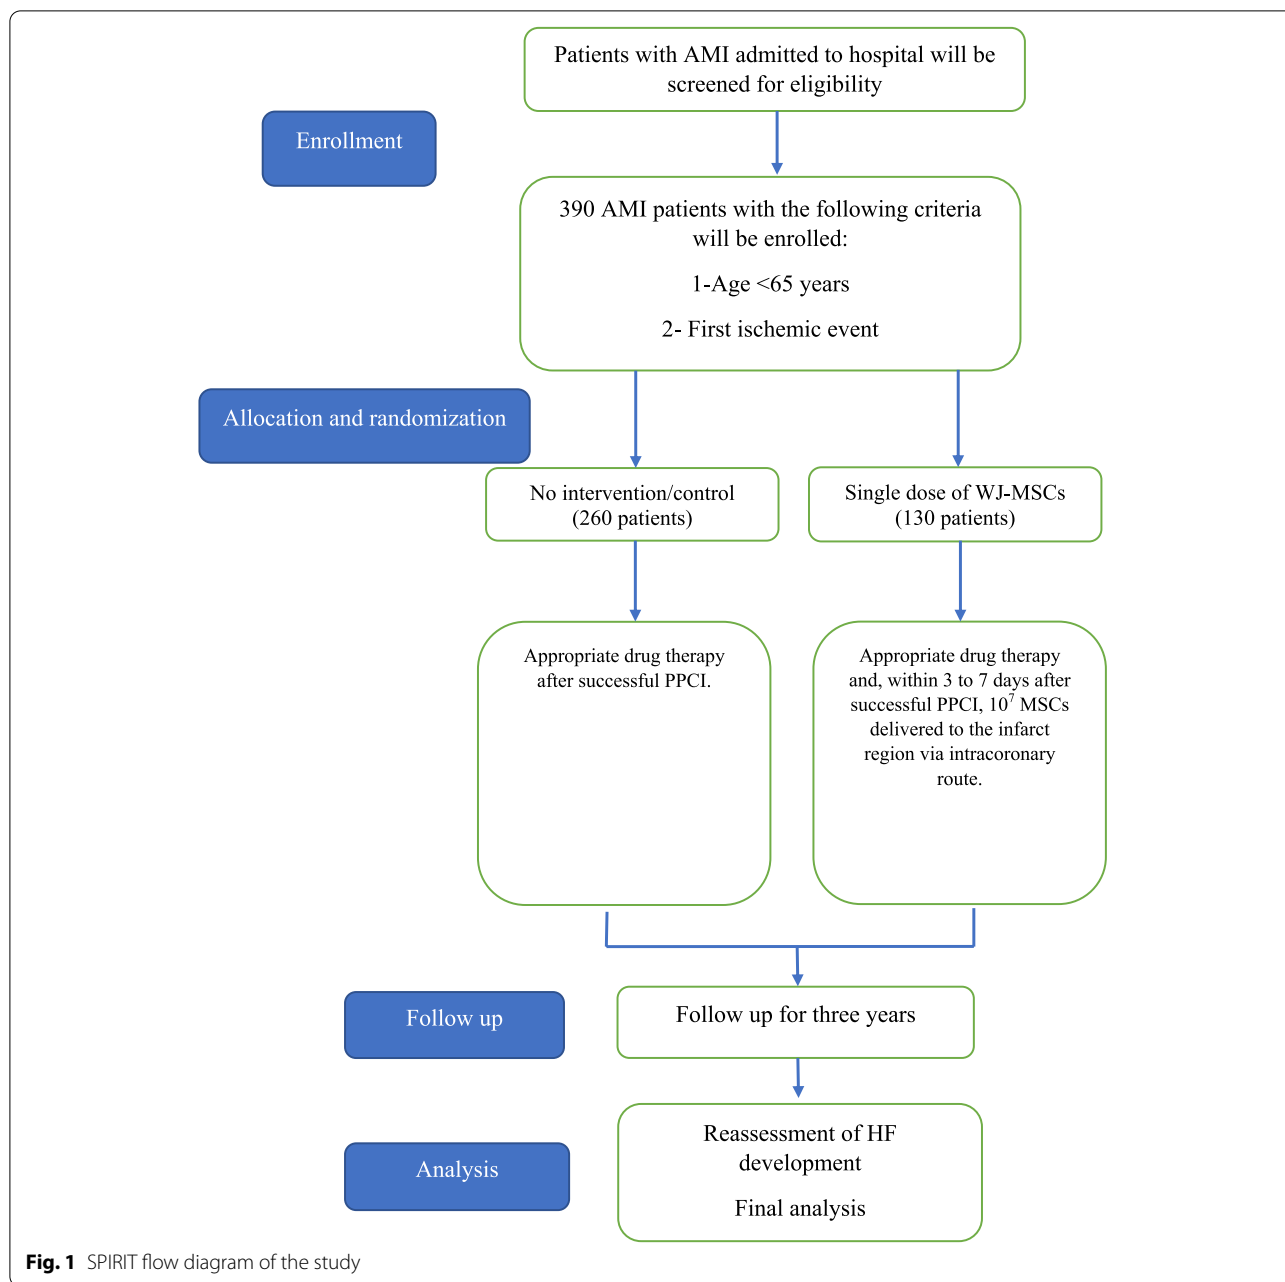 Patients with AMI admitted to hospital will be
screened for eligibility
Enrollment
390 AMI patients with the following criteria
will be enrolled:
1-Age <65 years
2- First ischemic event
Allocation and randomization
No intervention/control
(260 patients)
Single dose of WJ-MSCs
(130 patients)
Appropriate drug therapy
after successful PPCI.
Appropriate drug therapy
and, within 3 to 7 days after
successful PPCI, 10⁷ MSCs
delivered to the infarct
region via intracoronary
route.
Follow up
Follow up for three years
Analysis
Reassessment of HF
development
Final analysis
Fig. 1 SPIRIT flow diagram of the study